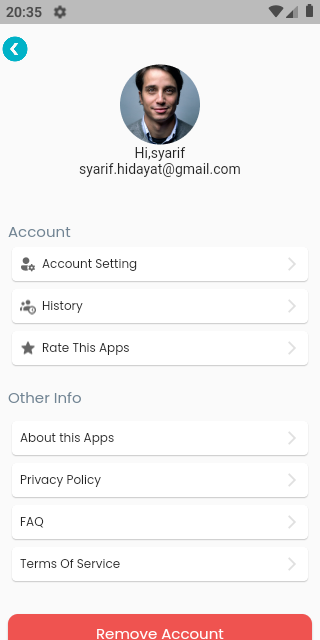 20:35
Hi,syarif
syarif.hidayat@gmail.com
Account
Account Setting
History
Rate This Apps
Other Info
About this Apps
Privacy Policy
FAQ
Terms Of Service
Remove Account